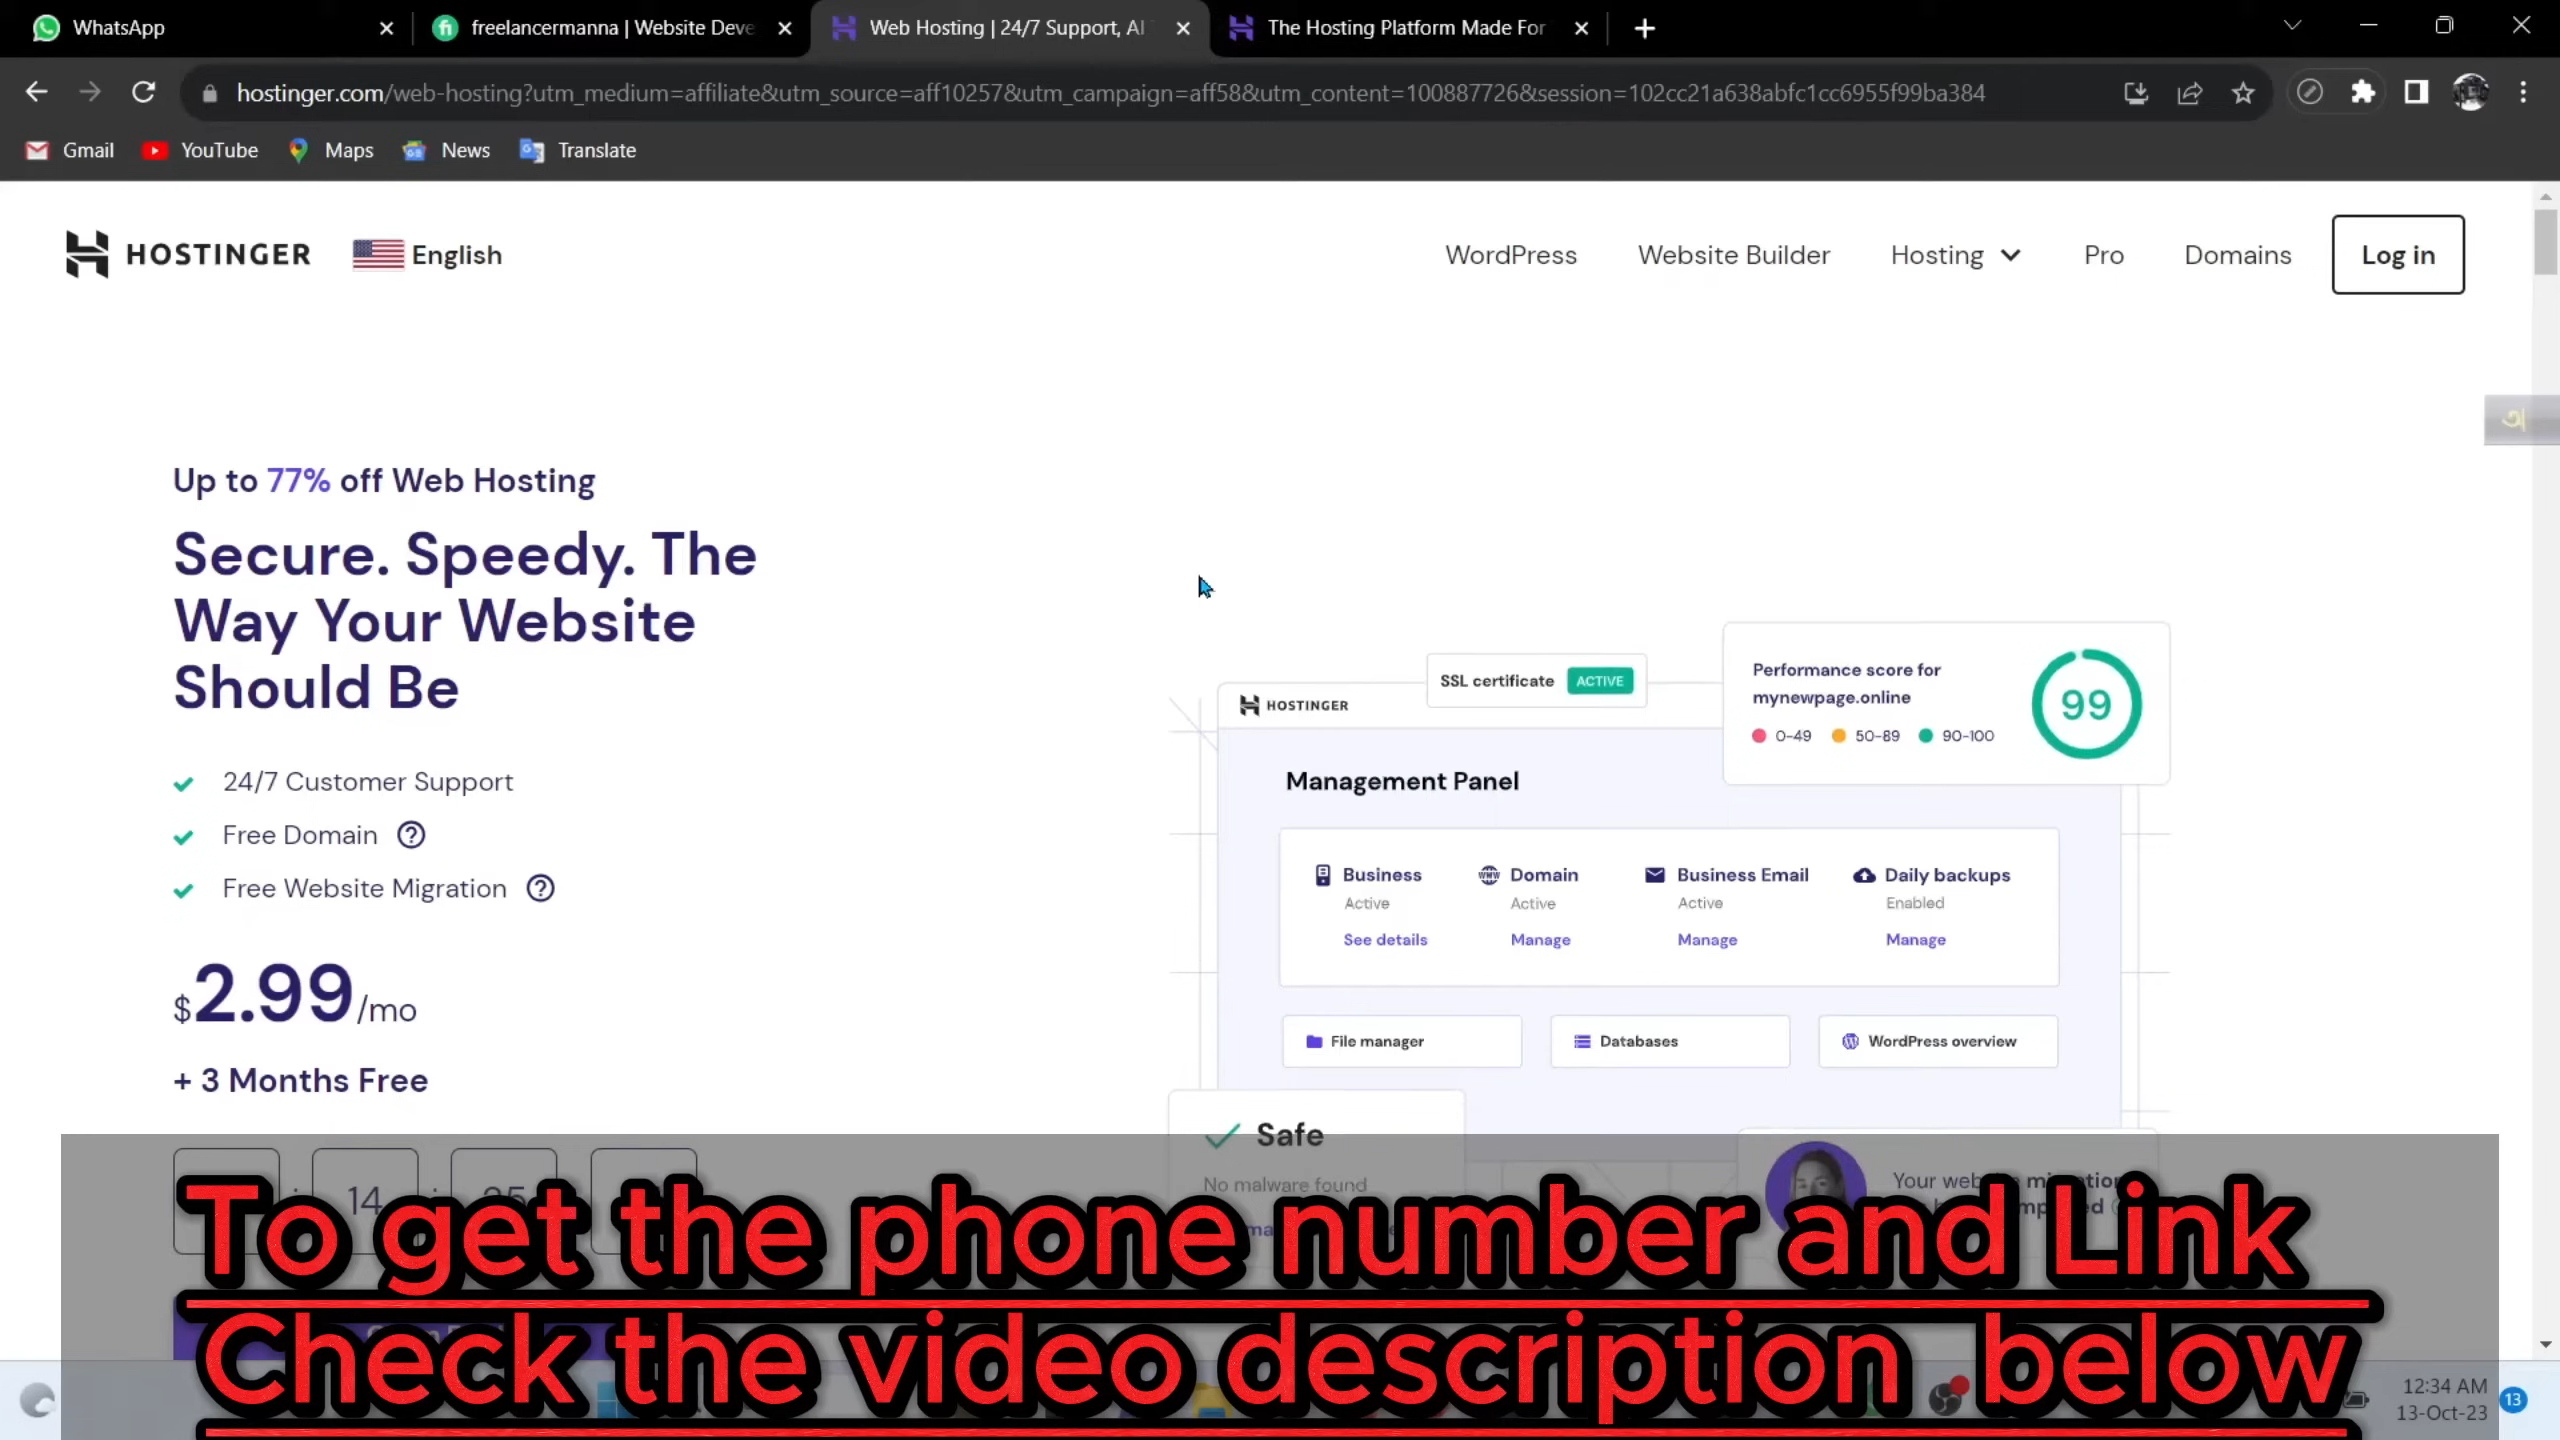 WhatsApp
freelancermanna | Website Deve
Web Hosting | 24/7 Support, AI
The Hosting Platform Made For
hostinger.com/web-hosting?utm_medium=affiliate&utm_source=aff10257&utm_campaign=aff58&utm_content=100887726&session=102cc21a638abfc1cc6955f99ba384
Gmail
YouTube
Maps
News
Translate
HOSTINGER
English
WordPress
Website Builder
Hosting
Pro
Domains
Log in
অ
Up to 77% off Web Hosting
Secure. Speedy. The
Way Your Website
Should Be
24/7 Customer Support
Free Domain
Free Website Migration
$2.99/mo
+ 3 Months Free
14
SSL certificate ACTIVE
HOSTINGER
Performance score for
mynewpage.online
0-49 50-89 90-100
99
Management Panel
Business
Active
See details
Domain
Active
Manage
Business Email
Active
Manage
Daily backups
Enabled
Manage
File manager
Databases
WordPress overview
Safe
No malware found
Your
To get the phone number and Link
Check the video description below
12:34 AM
13-Oct-23
13